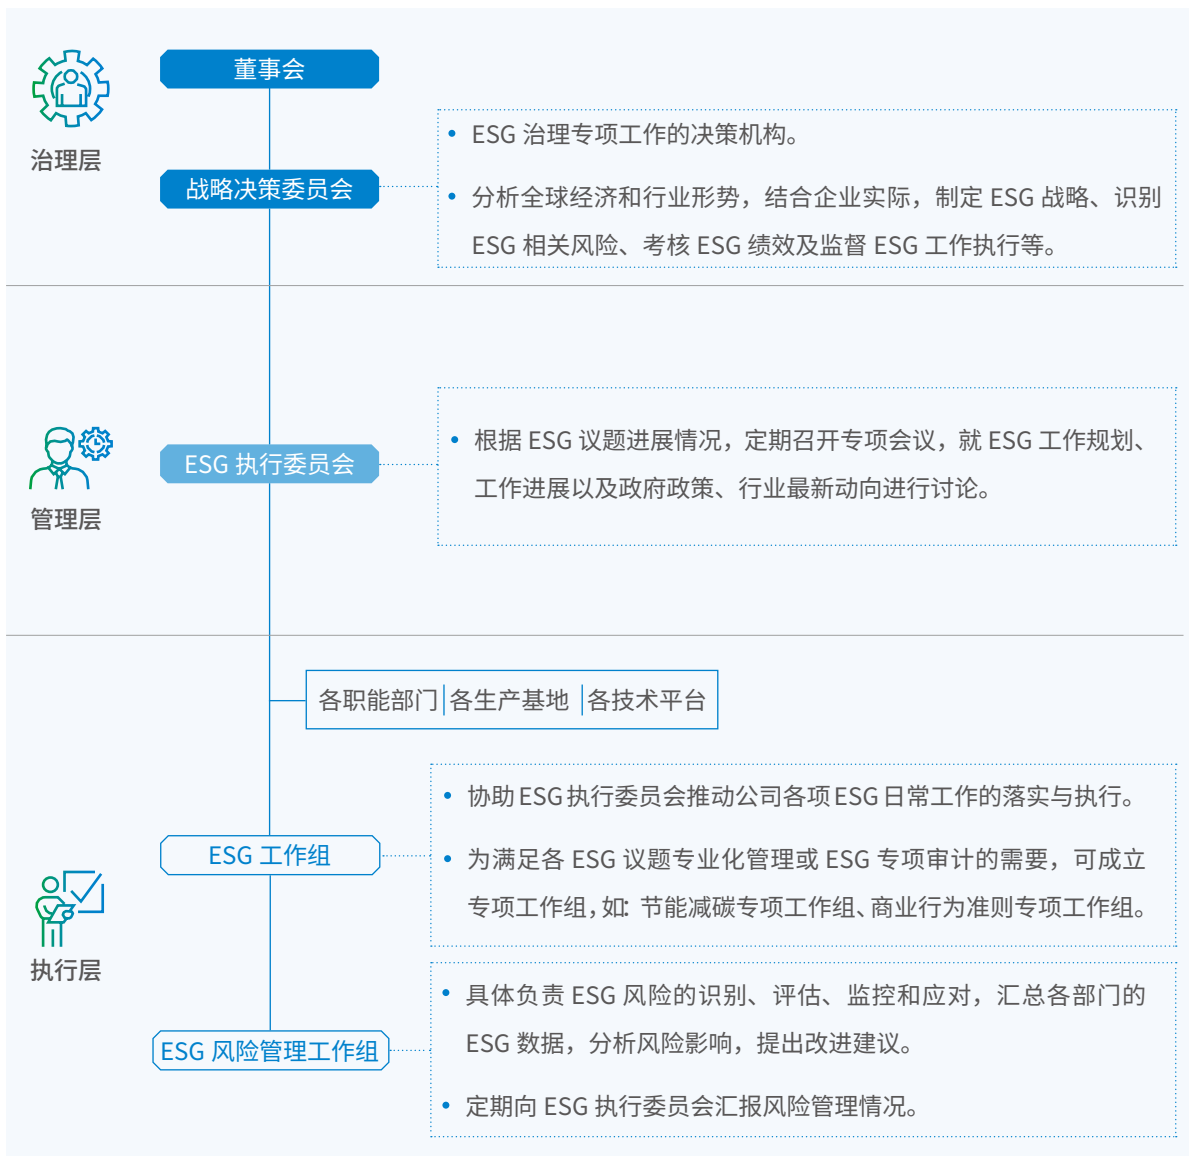 董事会
治理层
战略决策委员会
ESG 治理专项工作的决策机构。
分析全球经济和行业形势，结合企业实际，制定 ESG 战略、识别
ESG 相关风险、考核 ESG 绩效及监督 ESG 工作执行等。
管理层
ESG 执行委员会
根据 ESG 议题进展情况，定期召开专项会议，就 ESG 工作规划、
工作进展以及政府政策、行业最新动向进行讨论。
各职能部门 各生产基地 各技术平台
执行层
ESG 工作组
协助 ESG 执行委员会推动公司各项 ESG 日常工作的落实与执行。
为满足各 ESG 议题专业化管理或 ESG 专项审计的需要，可成立
专项工作组，如：节能减碳专项工作组、商业行为准则专项工作组。
ESG 风险管理工作组
具体负责 ESG 风险的识别、评估、监控和应对，汇总各部门的
ESG 数据，分析风险影响，提出改进建议。
定期向 ESG 执行委员会汇报风险管理情况。